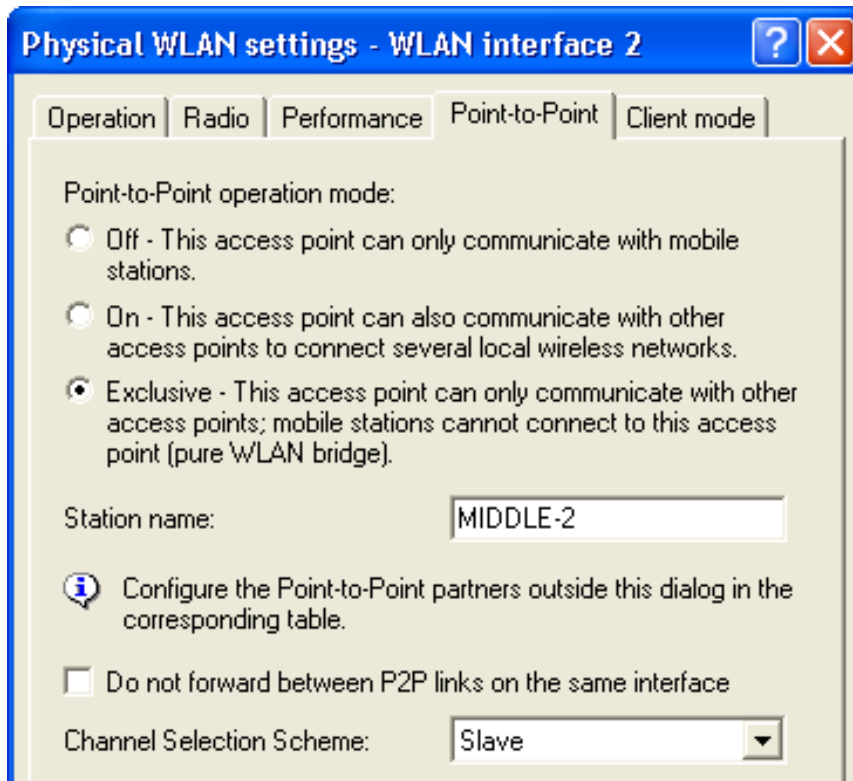 Physical WLAN settings - WLAN interface 2
Operation Radio Performance Point-to-Point Client mode
Point-to-Point operation mode:
Off - This access point can only communicate with mobile
stations.
On - This access point can also communicate with other
access points to connect several local wireless networks.
Exclusive - This access point can only communicate with other
access points; mobile stations cannot connect to this access
point (pure WLAN bridge).
Station name: MIDDLE-2
Configure the Point-to-Point partners outside this dialog in the
corresponding table.
Do not forward between P2P links on the same interface
Channel Selection Scheme: Slave